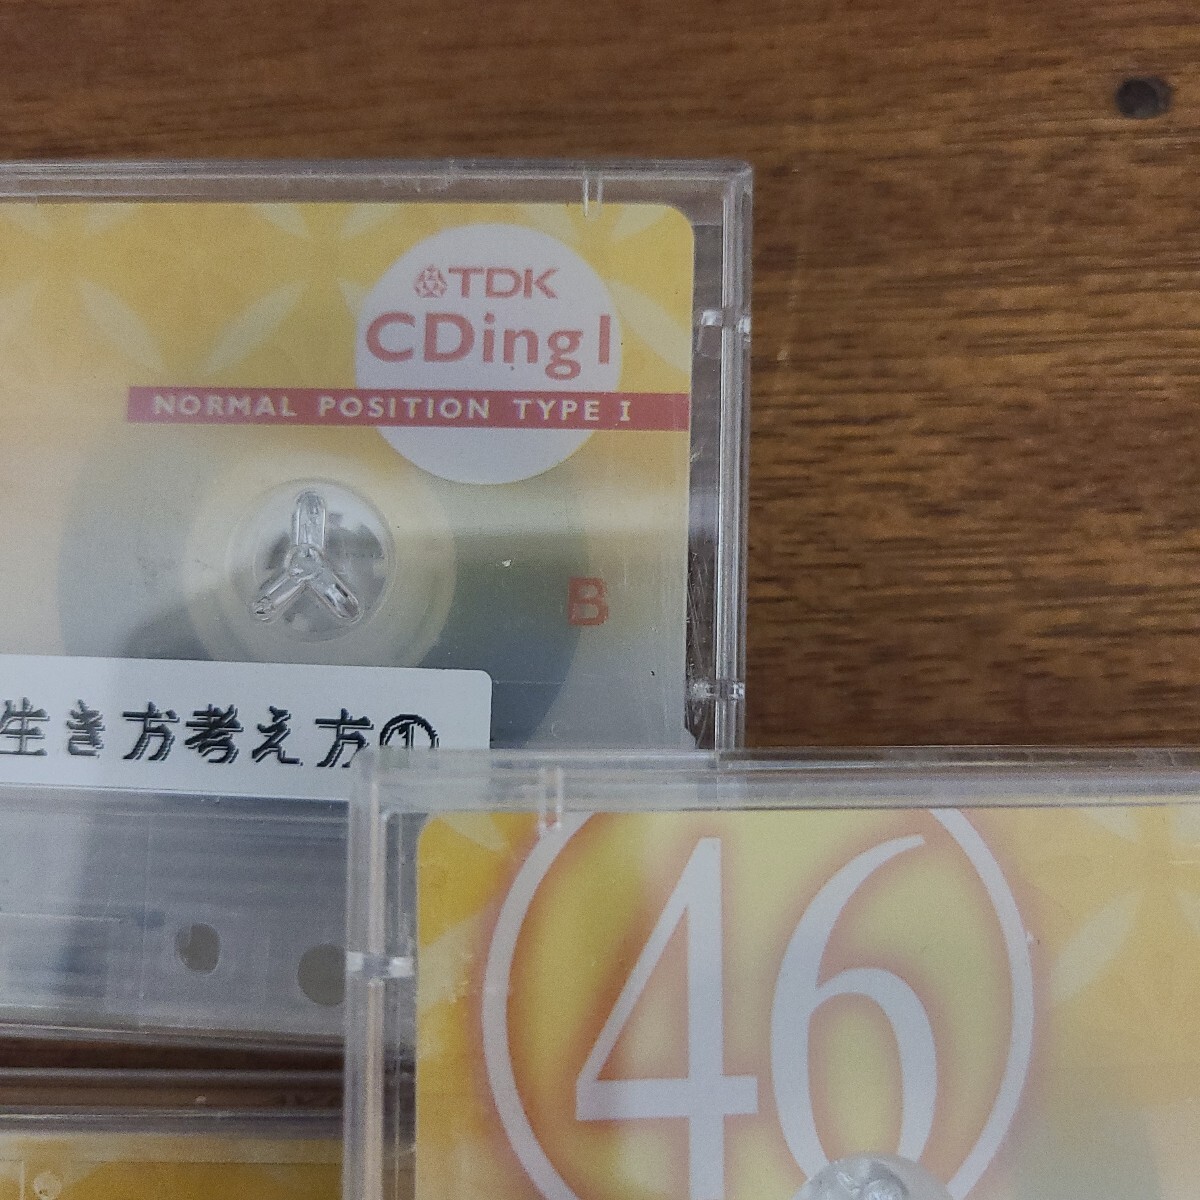 TDK
CDing I
NORMAL POSITION TYPE I
B
生き方考え方①
46